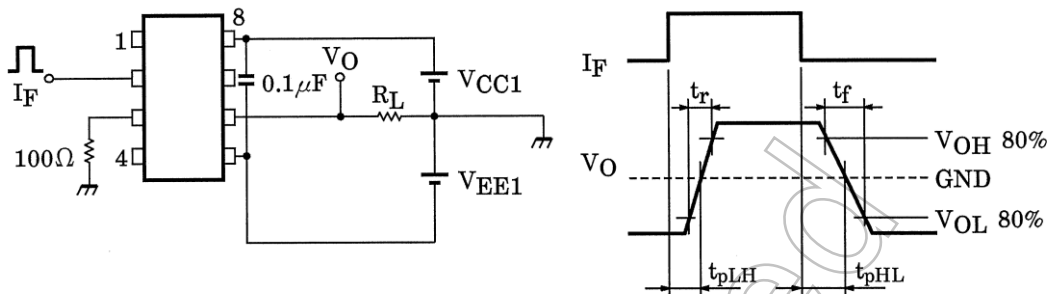 8
1
V_O
I_F
0.1μF
V_CC1
R_L
100Ω
4
V_EE1
I_F
t_r
t_f
V_OH 80%
V_O
GND
V_OL 80%
t_pLH
t_pHL